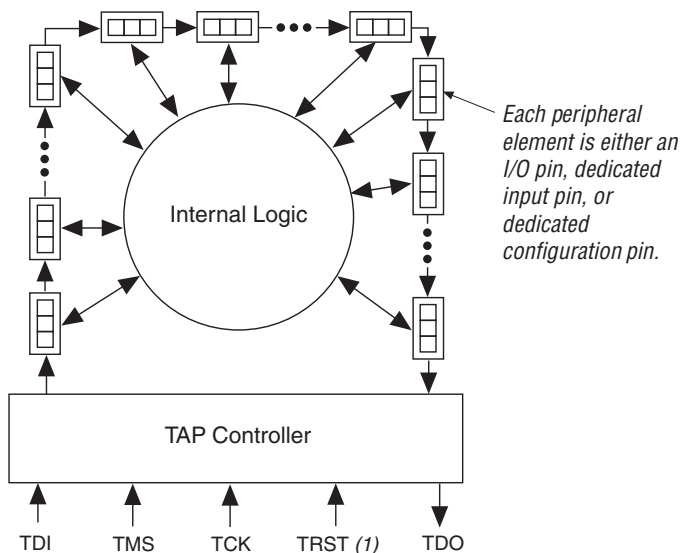 Each peripheral
element is either an
I/O pin, dedicated
input pin, or
dedicated
configuration pin.
Internal Logic
TAP Controller
TDI TMS TCK TRST (1) TDO